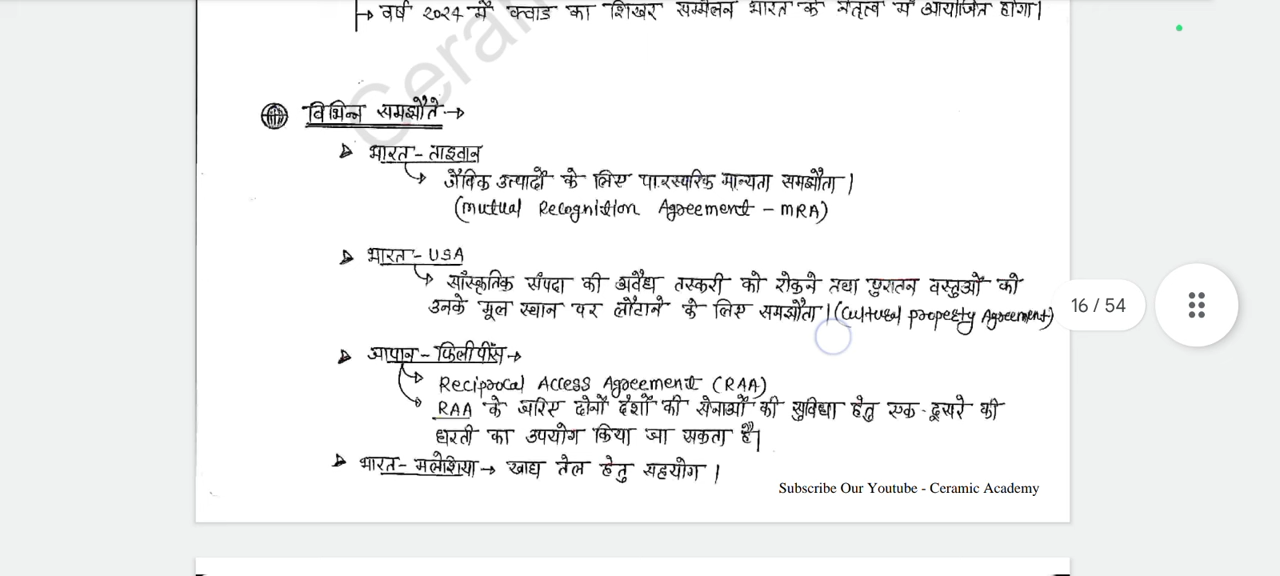 ↳ वर्ष 2024 में क्वाड का शिखर सम्मेलन भारत के नेतृत्व में आयोजित होगा।
Ceram
विभिन्न समझौते →
भारत - ताइवान
↳ जैविक उत्पादों के लिए पारस्परिक मान्यता समझौता।
(Mutual Recognition Agreement - MRA)
भारत - USA
↳ सांस्कृतिक संपदा की अवैध तस्करी को रोकने तथा पुरातन वस्तुओं को
उनके मूल स्थान पर लौटाने के लिए समझौता। (Cultural property Agreement)
16 / 54
जापान - फिलीपींस →
↳ Reciprocal Access Agreement (RAA)
↳ RAA के जरिए दोनों देशों की सेनाओं की सुविधा हेतु एक-दूसरे की
धरती का उपयोग किया जा सकता है।
भारत - मलेशिया → खाद्य तेल हेतु सहयोग।
Subscribe Our Youtube - Ceramic Academy